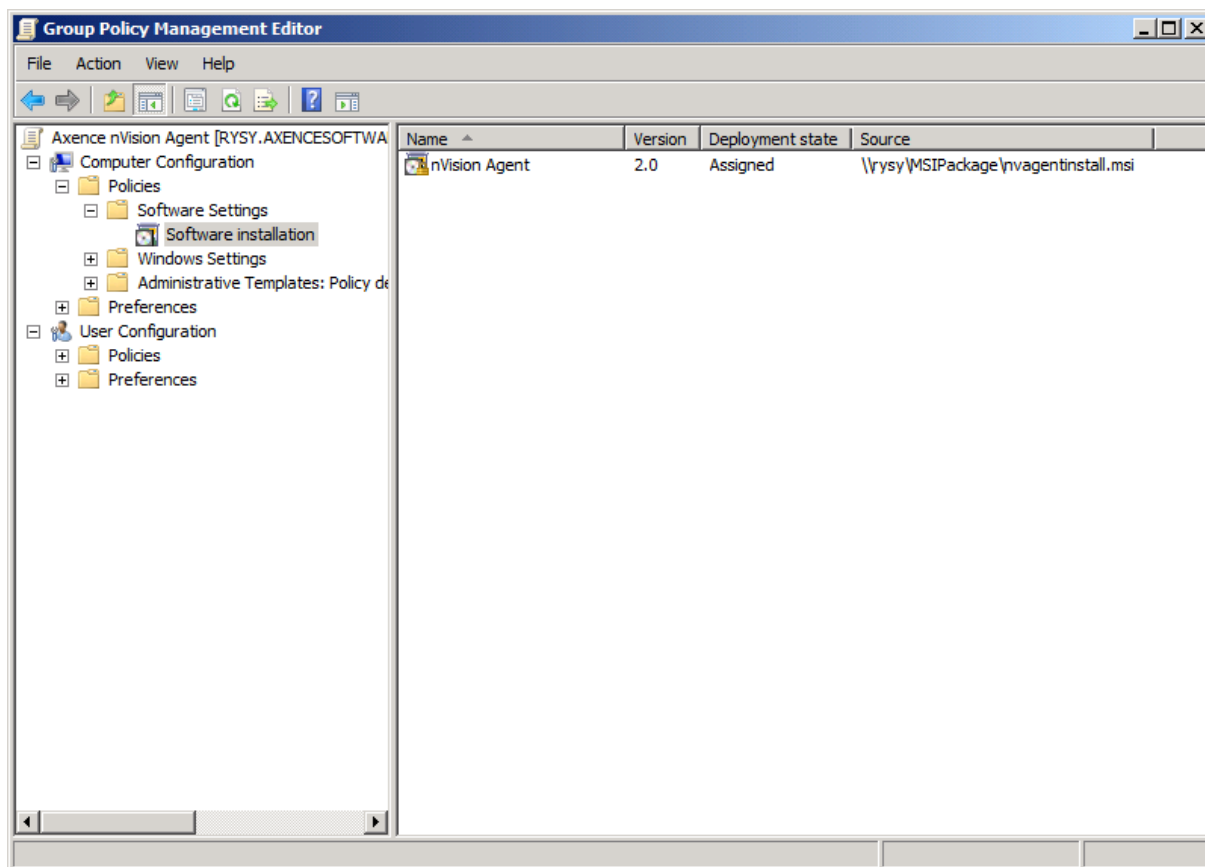 Group Policy Management Editor
File Action View Help
Axence nVision Agent [RYSY.AXENCESOFTWA
Computer Configuration
Policies
Software Settings
Software installation
Windows Settings
Administrative Templates: Policy de
Preferences
User Configuration
Policies
Preferences
Name Version Deployment state Source
nVision Agent 2.0 Assigned \\rysy\MSIPackage\nvagentinstall.msi